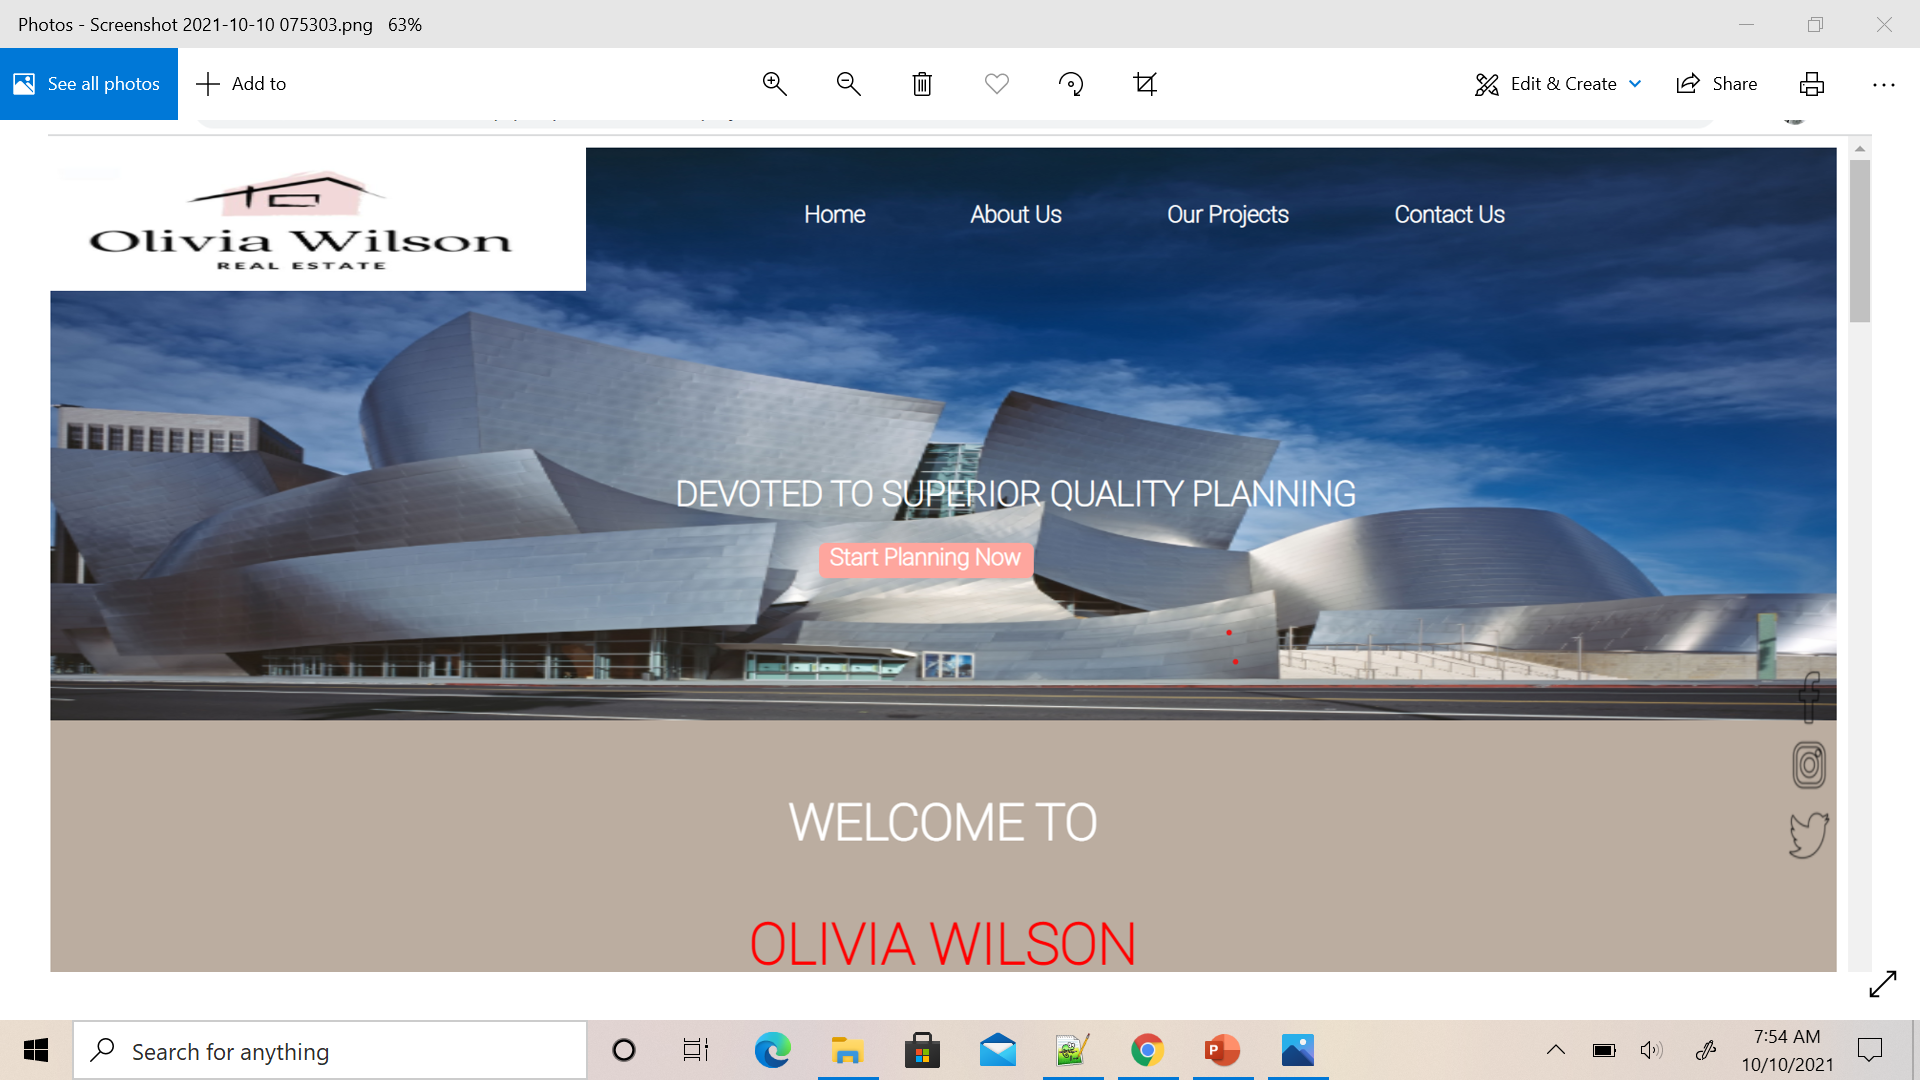 Photos - Screenshot 2021-10-10 075303.png 63%
See all photos
Add to
Edit & Create
Share
Olivia Wilson
REAL ESTATE
Home About Us Our Projects Contact Us
DEVOTED TO SUPERIOR QUALITY PLANNING
Start Planning Now
WELCOME TO
OLIVIA WILSON
Search for anything
7:54 AM
10/10/2021